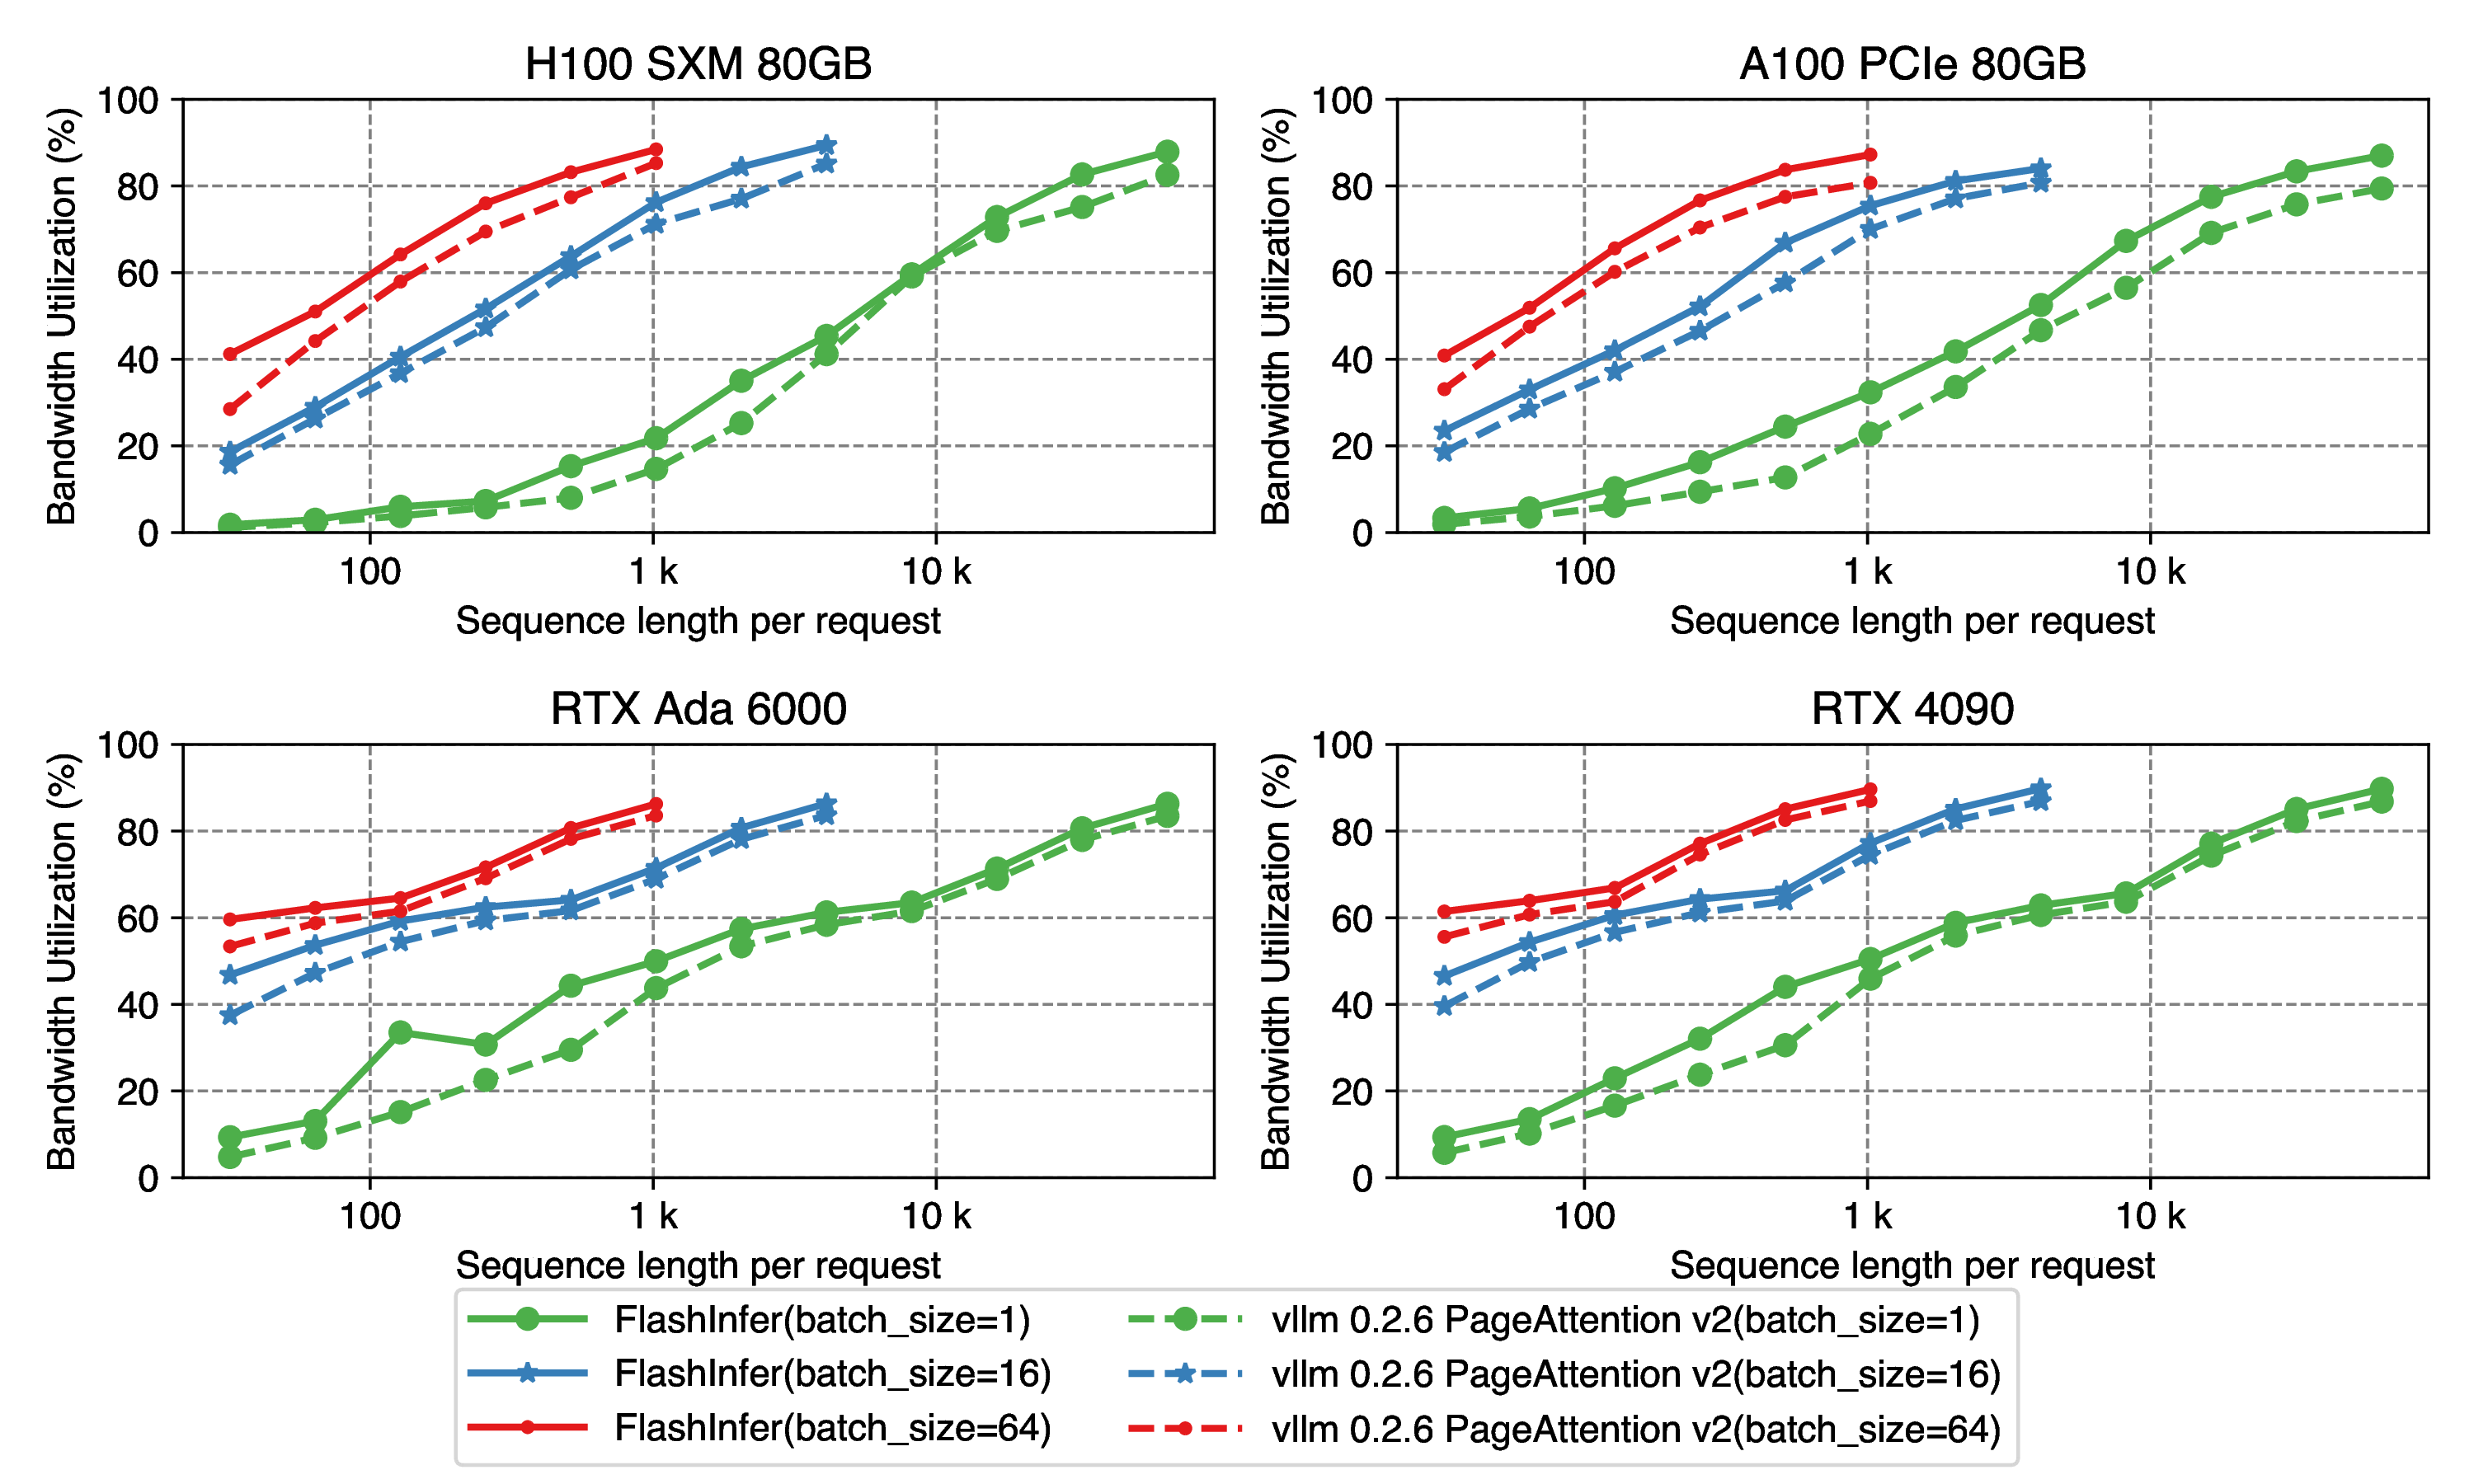 H100 SXM 80GB
Bandwidth Utilization (%)
100
80
60
40
20
0
100
1 k
10 k
Sequence length per request
A100 PCIe 80GB
Bandwidth Utilization (%)
100
80
60
40
20
0
100
1 k
10 k
Sequence length per request
RTX Ada 6000
Bandwidth Utilization (%)
100
80
60
40
20
0
100
1 k
10 k
Sequence length per request
RTX 4090
Bandwidth Utilization (%)
100
80
60
40
20
0
100
1 k
10 k
Sequence length per request
FlashInfer(batch_size=1)
FlashInfer(batch_size=16)
FlashInfer(batch_size=64)
vllm 0.2.6 PageAttention v2(batch_size=1)
vllm 0.2.6 PageAttention v2(batch_size=16)
vllm 0.2.6 PageAttention v2(batch_size=64)